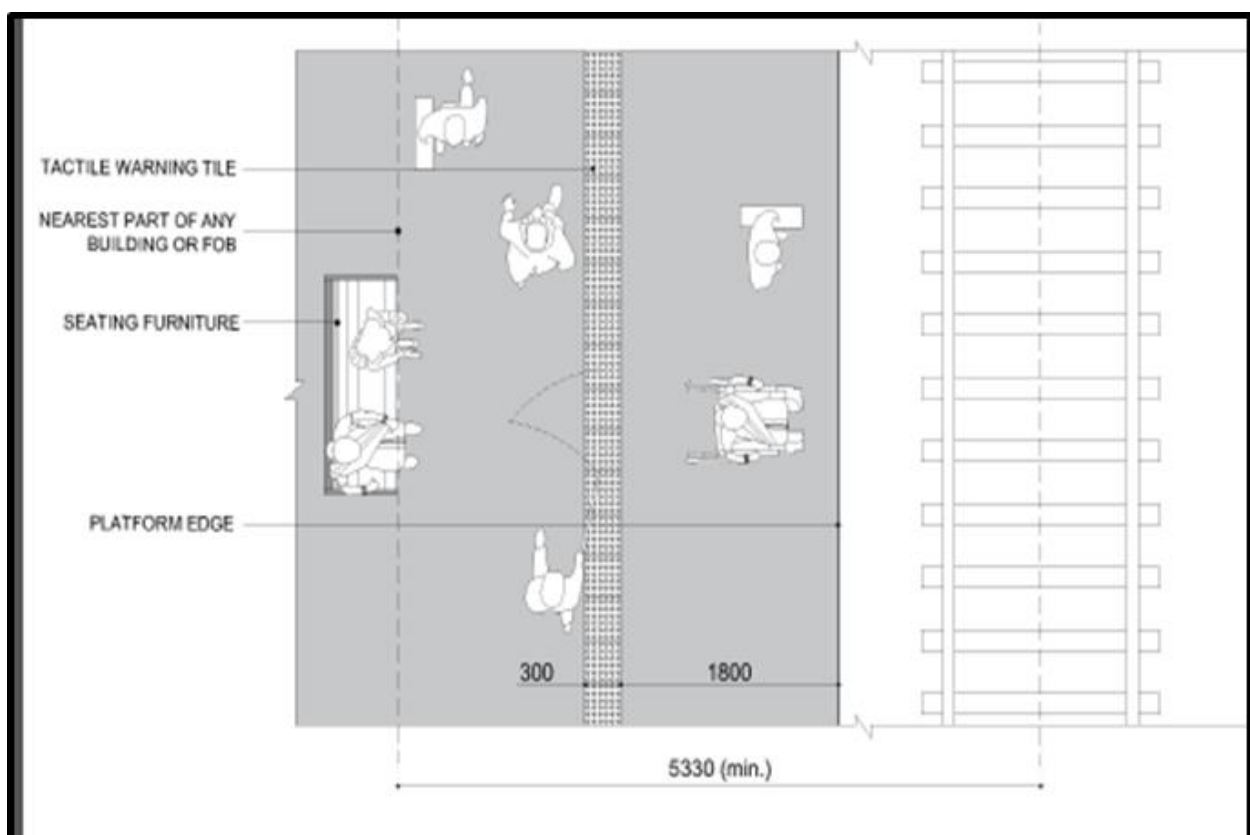 TACTILE WARNING TILE
NEAREST PART OF ANY
BUILDING OR FOB
SEATING FURNITURE
PLATFORM EDGE
300
1800
5330 (min.)